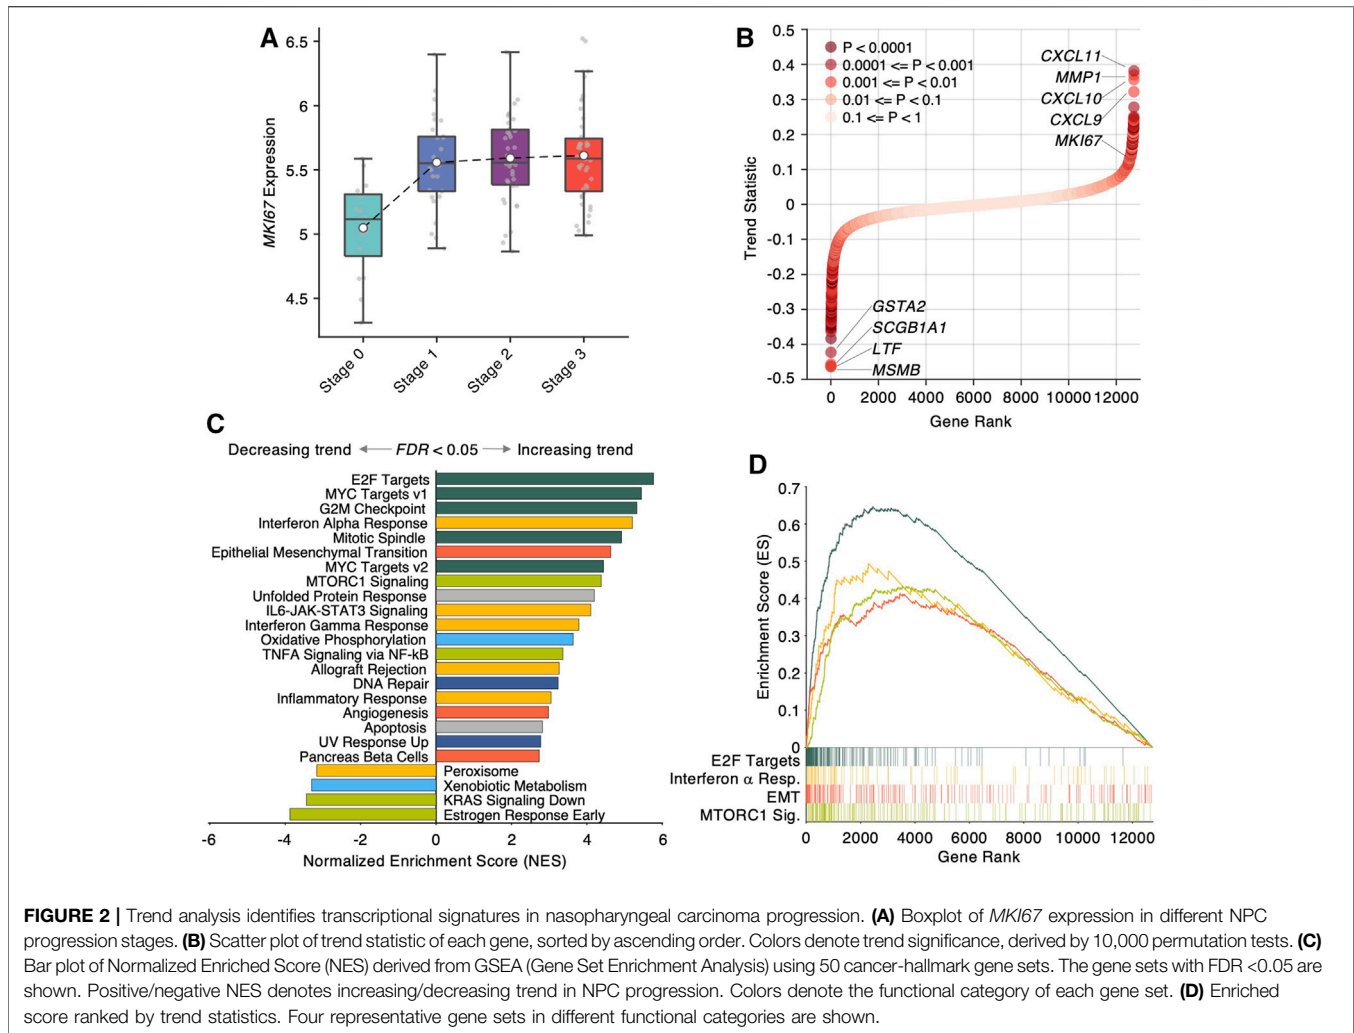 A
6.5
6
5.5
5
4.5
MKI67 Expression
Stage 0
Stage 1
Stage 2
Stage 3
B
0.5
0.4
0.3
0.2
0.1
0
-0.1
-0.2
-0.3
-0.4
-0.5
Trend Statistic
P < 0.0001
0.0001 <= P < 0.001
0.001 <= P < 0.01
0.01 <= P < 0.1
0.1 <= P < 1
CXCL11
MMP1
CXCL10
CXCL9
MKI67
GSTA2
SCGB1A1
LTF
MSMB
0 2000 4000 6000 8000 10000 12000
Gene Rank
C
Decreasing trend FDR < 0.05 Increasing trend
E2F Targets
MYC Targets v1
G2M Checkpoint
Interferon Alpha Response
Mitotic Spindle
Epithelial Mesenchymal Transition
MYC Targets v2
MTORC1 Signaling
Unfolded Protein Response
IL6-JAK-STAT3 Signaling
Interferon Gamma Response
Oxidative Phosphorylation
TNFA Signaling via NF-kB
Allograft Rejection
DNA Repair
Inflammatory Response
Angiogenesis
Apoptosis
UV Response Up
Pancreas Beta Cells
Peroxisome
Xenobiotic Metabolism
KRAS Signaling Down
Estrogen Response Early
-6 -4 -2 0 2 4 6
Normalized Enrichment Score (NES)
D
0.7
0.6
0.5
0.4
0.3
0.2
0.1
0
Enrichment Score (ES)
E2F Targets
Interferon α Resp.
EMT
MTORC1 Sig.
0 2000 4000 6000 8000 10000 12000
Gene Rank
FIGURE 2 | Trend analysis identifies transcriptional signatures in nasopharyngeal carcinoma progression. (A) Boxplot of MKI67 expression in different NPC
progression stages. (B) Scatter plot of trend statistic of each gene, sorted by ascending order. Colors denote trend significance, derived by 10,000 permutation tests. (C)
Bar plot of Normalized Enriched Score (NES) derived from GSEA (Gene Set Enrichment Analysis) using 50 cancer-hallmark gene sets. The gene sets with FDR <0.05 are
shown. Positive/negative NES denotes increasing/decreasing trend in NPC progression. Colors denote the functional category of each gene set. (D) Enriched
score ranked by trend statistics. Four representative gene sets in different functional categories are shown.